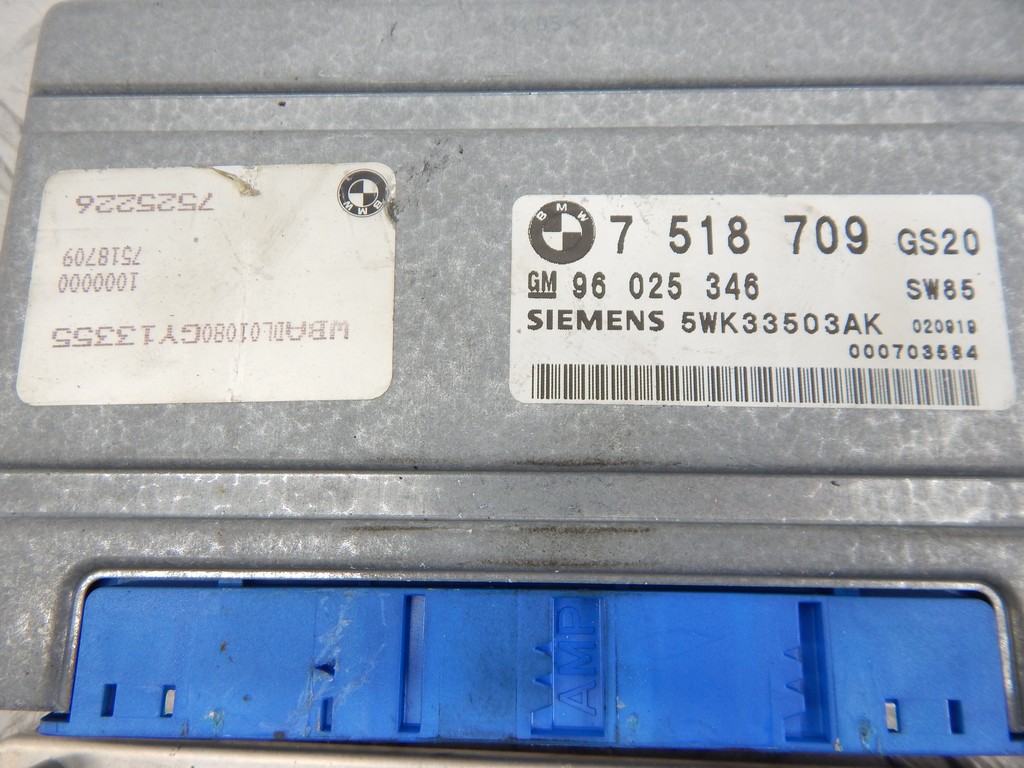 7525226
BMW
7518709
1000000
WBADL01080GY13355
BMW
7 518 709 GS20
GM 96 025 346 SW85
SIEMENS 5WK33503AK 020919
000703584
AMP